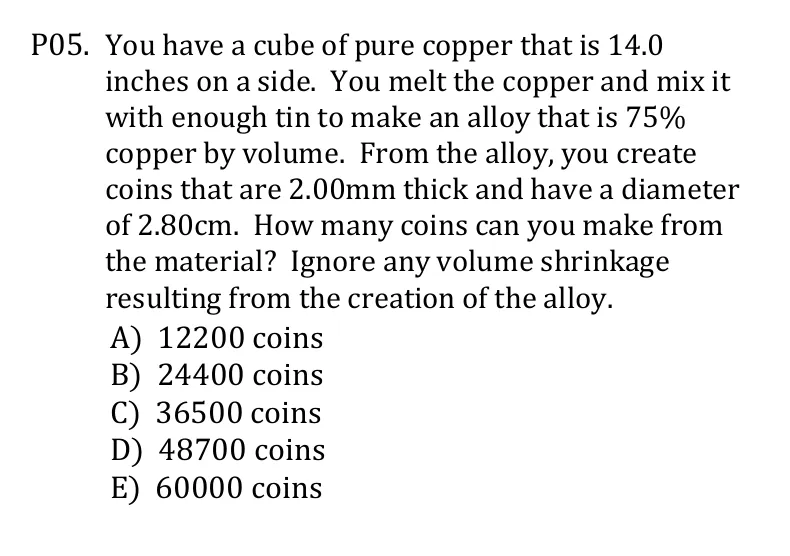 P05. You have a cube of pure copper that is 14.0
inches on a side. You melt the copper and mix it
with enough tin to make an alloy that is 75%
copper by volume. From the alloy, you create
coins that are 2.00mm thick and have a diameter
of 2.80cm. How many coins can you make from
the material? Ignore any volume shrinkage
resulting from the creation of the alloy.
A) 12200 coins
B) 24400 coins
C) 36500 coins
D) 48700 coins
E) 60000 coins